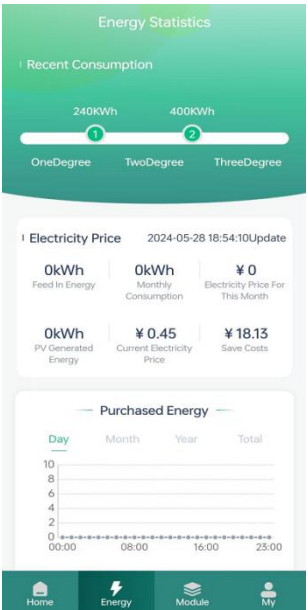 Energy Statistics
Recent Consumption
240KWh 400KWh
1 2
OneDegree TwoDegree ThreeDegree
Electricity Price 2024-05-28 18:54:10Update
0kWh 0kWh ¥ 0
Feed In Energy Monthly Electricity Price For
Consumption This Month
0kWh ¥ 0.45 ¥ 18.13
PV Generated Current Electricity Save Costs
Energy Price
Purchased Energy
Day Month Year Total
10
8
6
4
2
0
00:00 08:00 16:00 23:00
Home Energy Module My